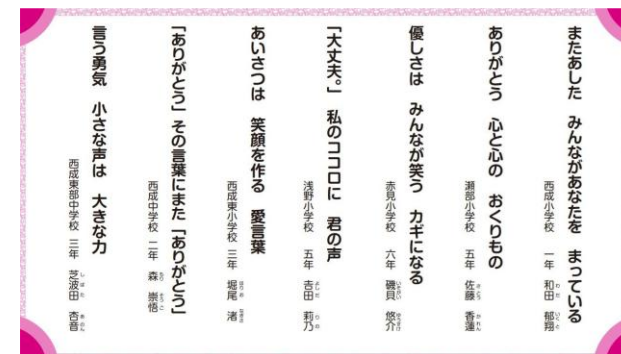 またあした みんながあなたを まっている
西成小学校 一年 和田 郁翔
ありがとう 心と心の おくりもの
瀬部小学校 五年 佐藤 香蓮
優しさは みんなが笑う カギになる
赤見小学校 六年 磯貝 悠介
「大丈夫。」 私のココロに 君の声
浅野小学校 五年 吉田 莉乃
あいさつは 笑顔を作る 愛言葉
西成東小学校 三年 堀尾 渚
「ありがとう」 その言葉にまた 「ありがとう」
西成中学校 二年 森 崇悟
言う勇気 小さな声は 大きな力
西成東部中学校 三年 芝波田 杏音